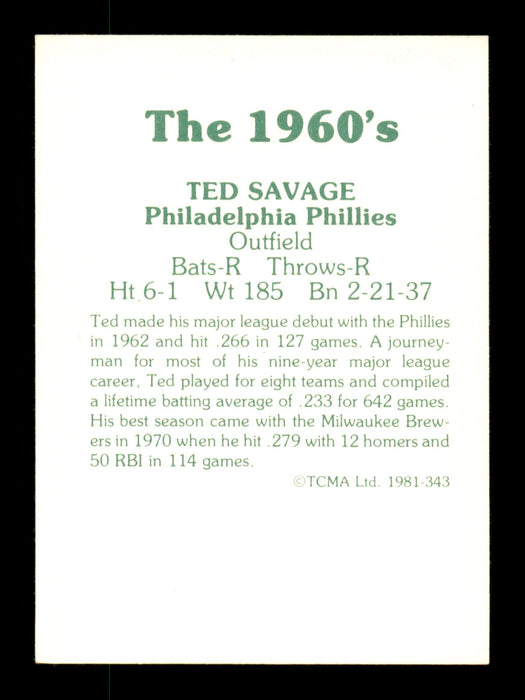 The 1960's
TED SAVAGE
Philadelphia Phillies
Outfield
Bats-R Throws-R
Ht 6-1 Wt 185 Bn 2-21-37
Ted made his major league debut with the Phillies
in 1962 and hit .266 in 127 games. A journey-
man for most of his nine-year major league
career, Ted played for eight teams and compiled
a lifetime batting average of .233 for 642 games.
His best season came with the Milwaukee Brew-
ers in 1970 when he hit .279 with 12 homers and
50 RBI in 114 games.
©TCMA Ltd. 1981-343